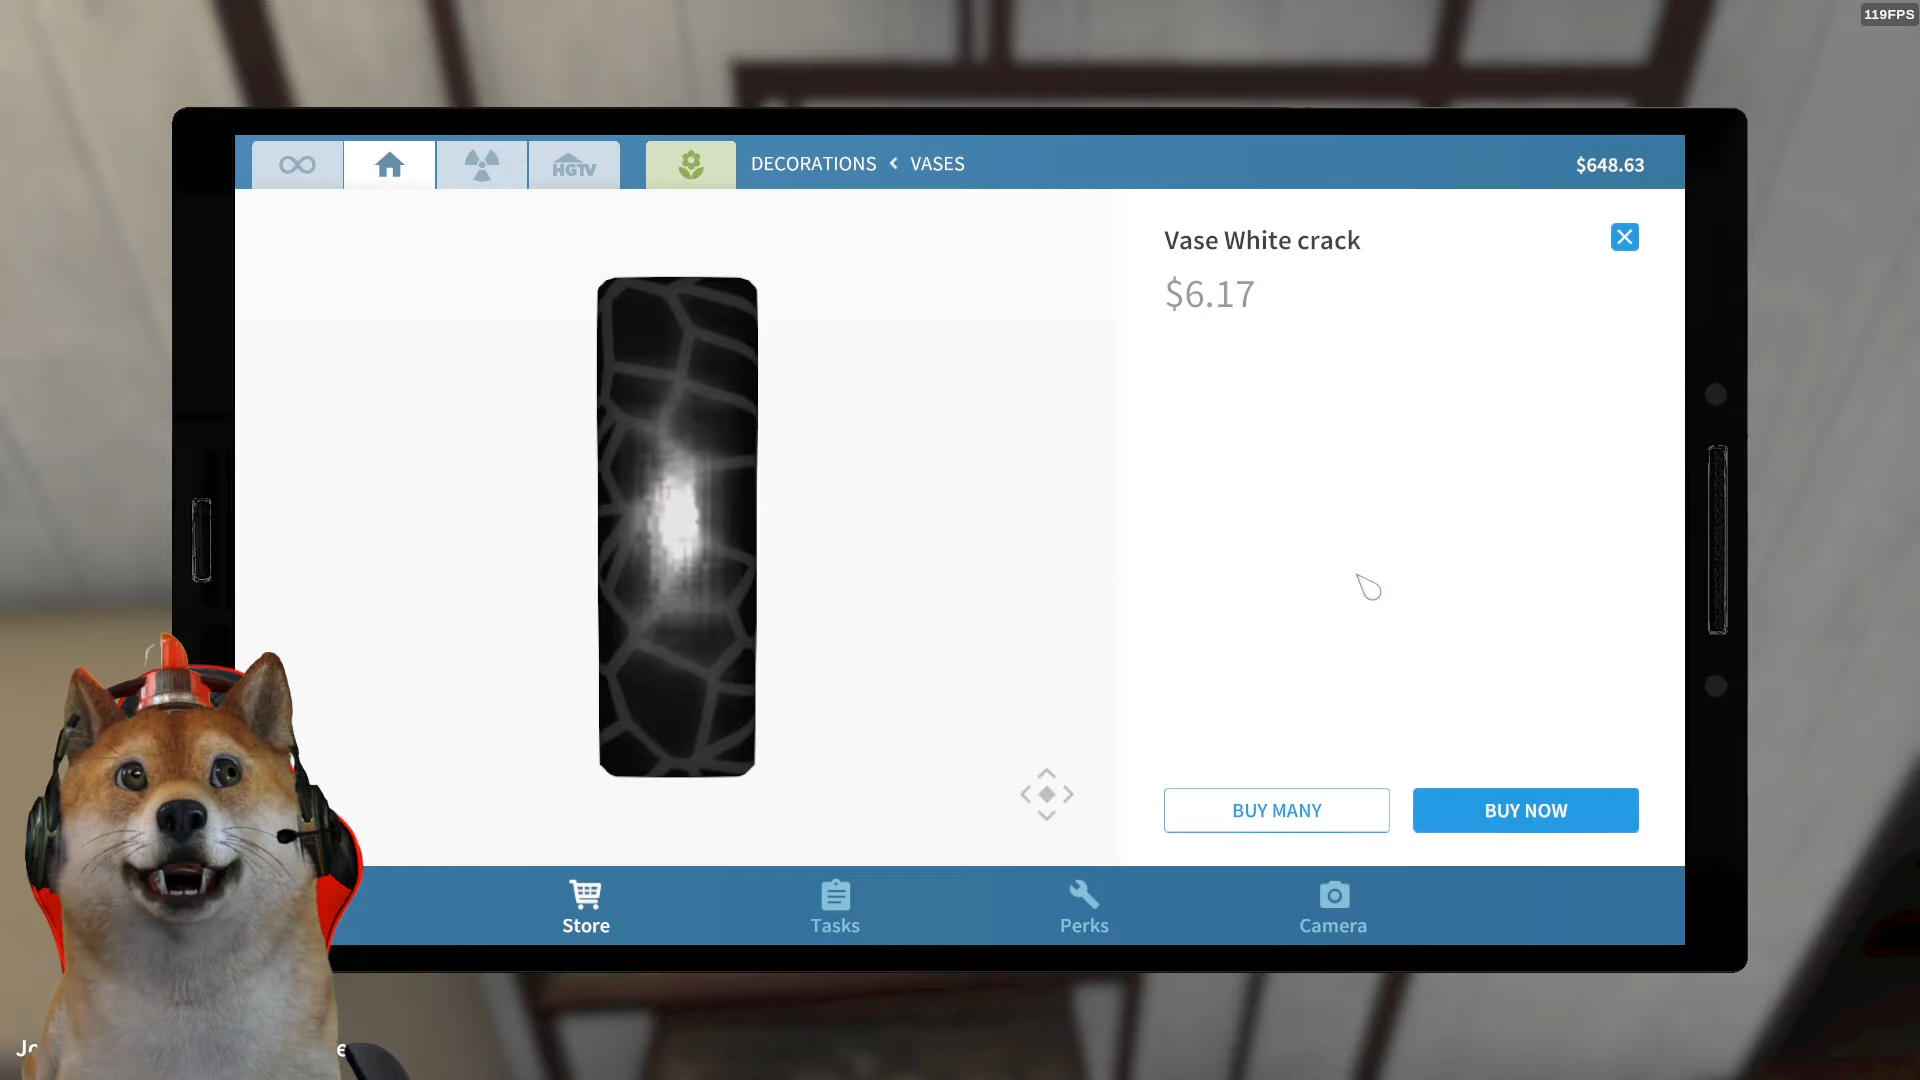 119FPS
HGTV
DECORATIONS < VASES
$648.63
Vase White crack
$6.17
BUY MANY
BUY NOW
Store
Tasks
Perks
Camera